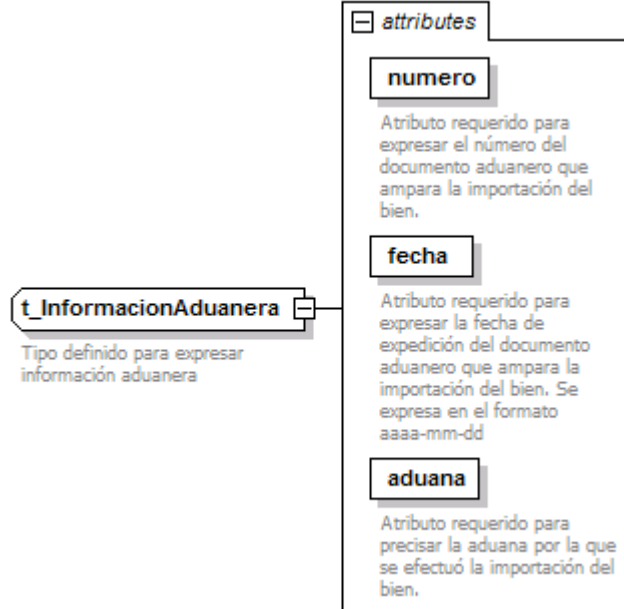 attributes
numero
Atributo requerido para
expresar el número del
documento aduanero que
ampara la importación del
bien.
fecha
Atributo requerido para
expresar la fecha de
expedición del documento
aduanero que ampara la
importación del bien. Se
expresa en el formato
aaaa-mm-dd
t_InformacionAduanera
Tipo definido para expresar
información aduanera
aduana
Atributo requerido para
precisar la aduana por la que
se efectuó la importación del
bien.